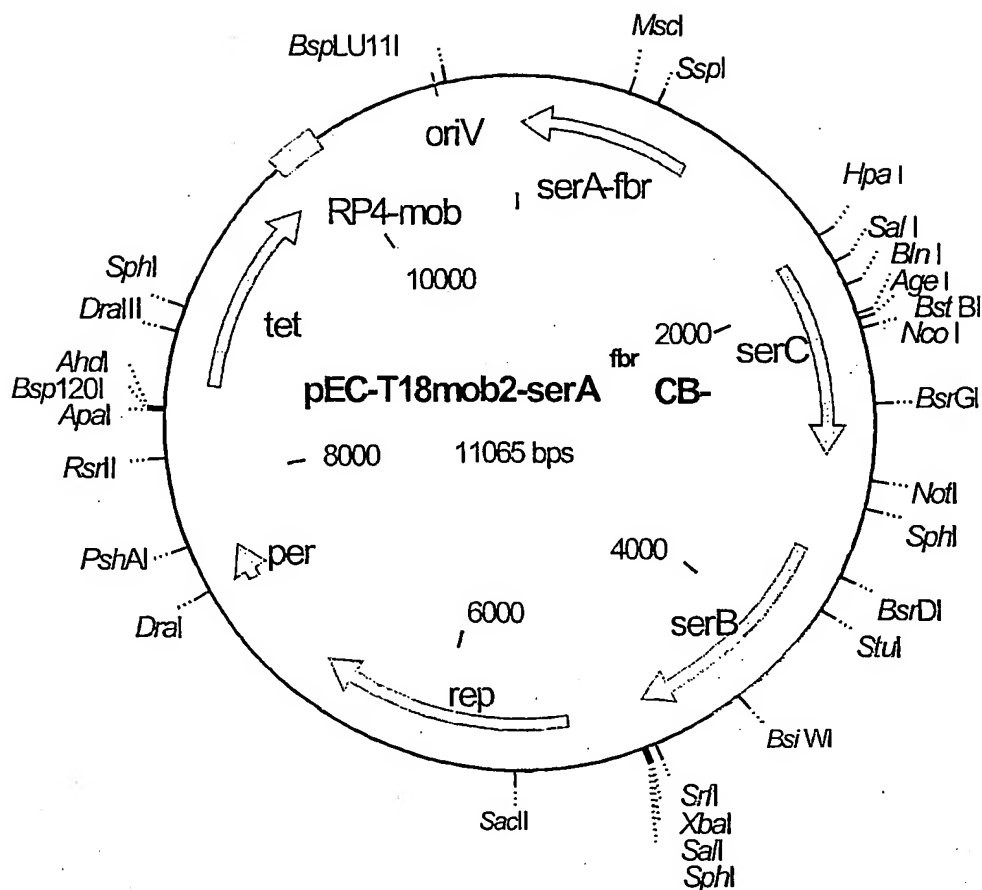 BspLU11I
MscI
SspI
HpaI
SalI
BlnI
AgeI
BstBI
NcoI
BsrGI
NotI
SphI
BsrDI
StuI
BsiWI
SrfI
XbaI
SalI
SphI
SacII
DraI
PshAI
RsrII
ApaI
Bsp120I
AhdI
DraIII
SphI
oriV
serA-fbr
RP4-mob
10000
tet
2000
serC
pEC-T18mob2-serA fbr CB-
8000
11065 bps
per
4000
6000
serB
rep